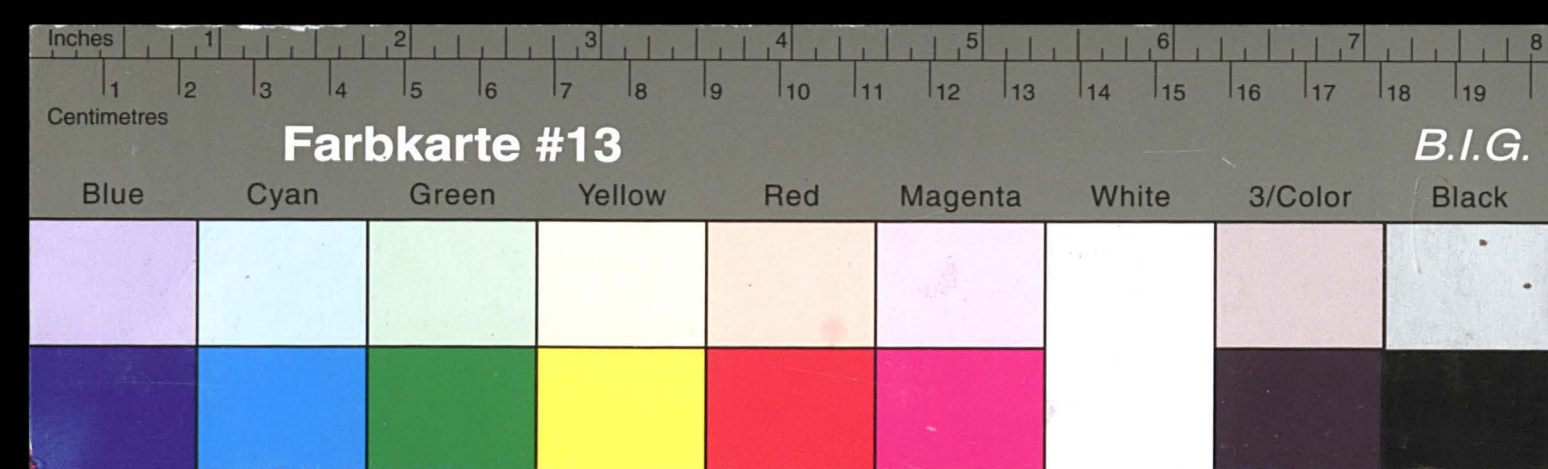 Inches 1 2 3 4 5 6 7 8
1 2 3 4 5 6 7 8 9 10 11 12 13 14 15 16 17 18 19
Centimetres
Farbkarte #13 B.I.G.
Blue Cyan Green Yellow Red Magenta White 3/Color Black